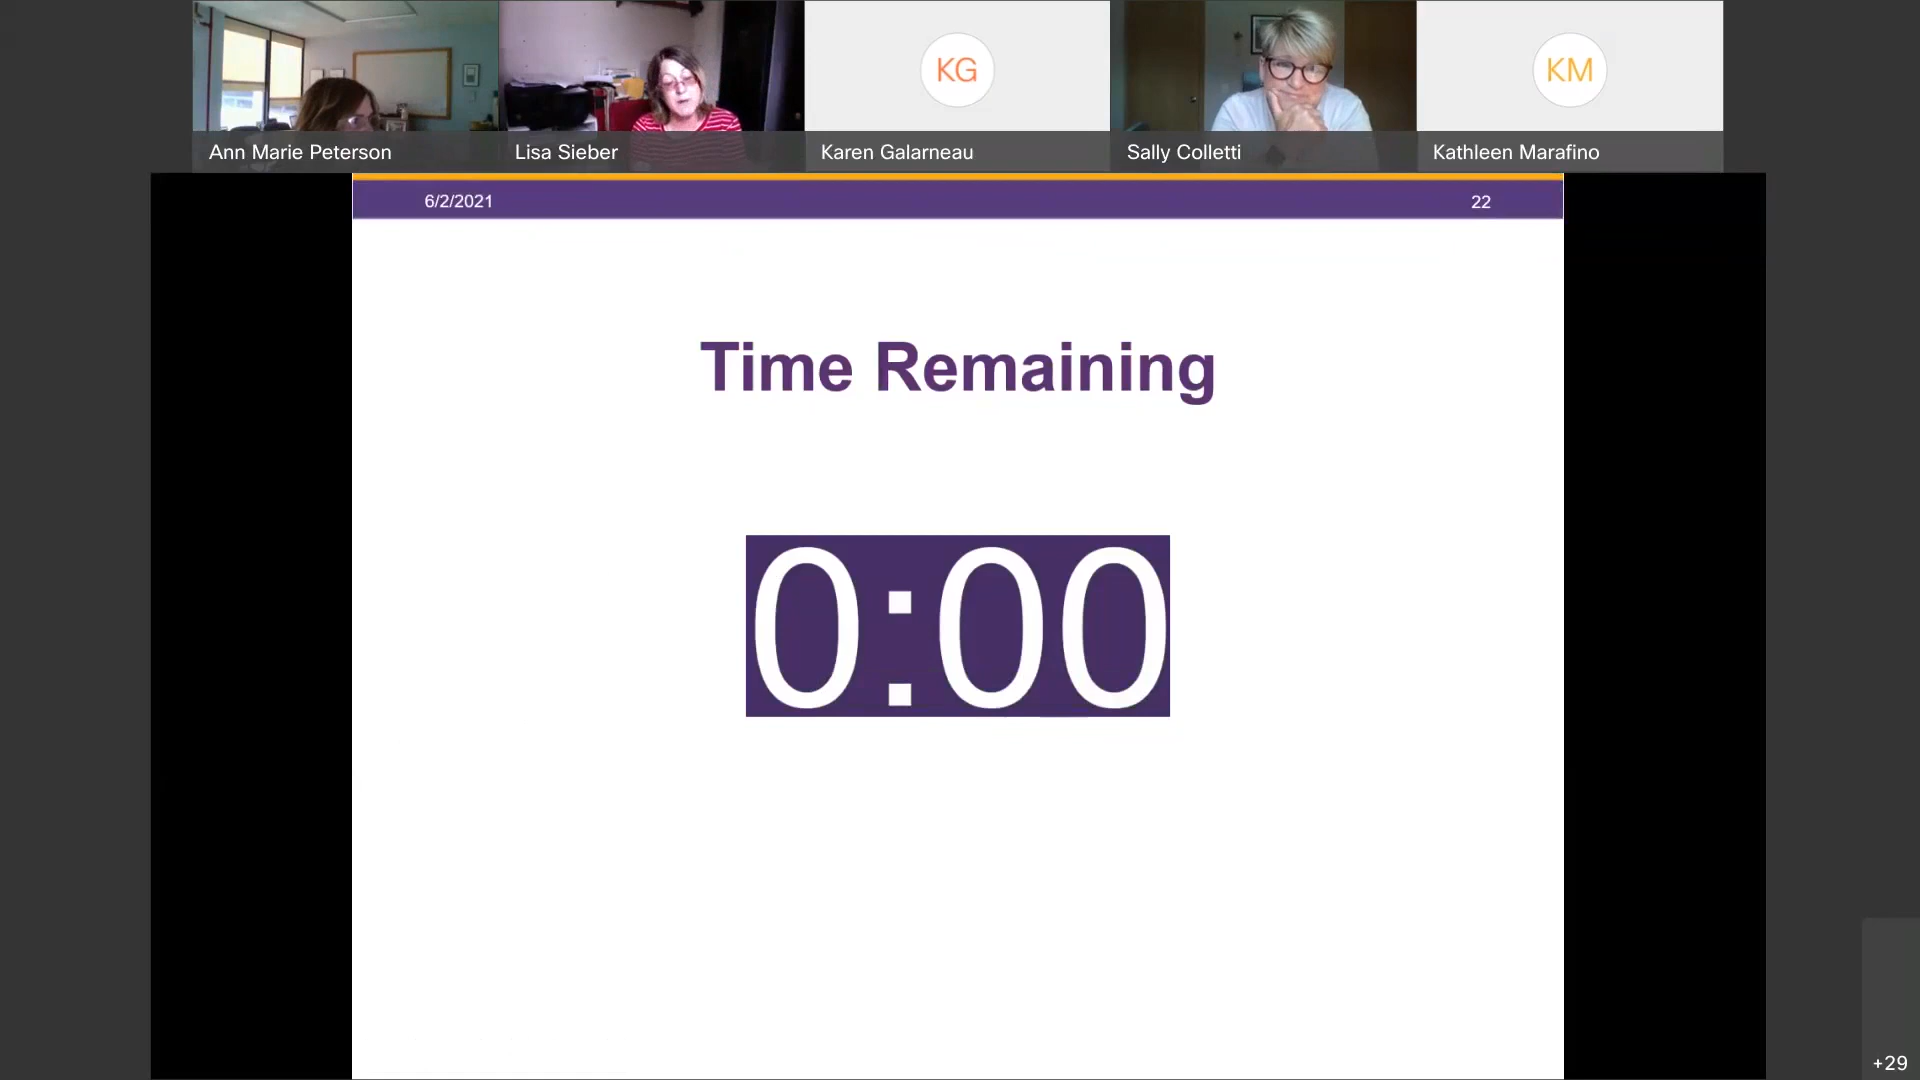 KG
KM
Ann Marie Peterson
Lisa Sieber
Karen Galarneau
Sally Colletti
Kathleen Marafino
6/2/2021
22
Time Remaining
0:00
+29